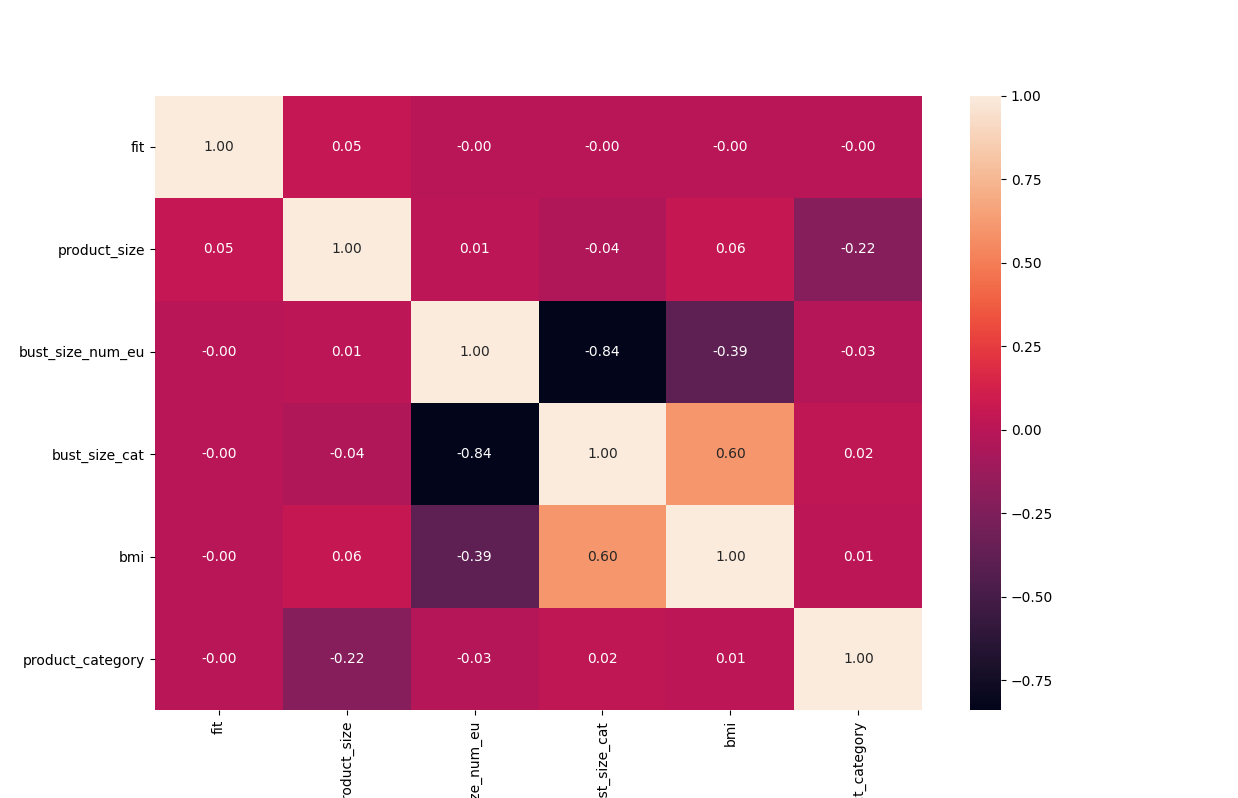 fit 1.00 0.05 -0.00 -0.00 -0.00 -0.00
product_size 0.05 1.00 0.01 -0.04 0.06 -0.22
bust_size_num_eu -0.00 0.01 1.00 -0.84 -0.39 -0.03
bust_size_cat -0.00 -0.04 -0.84 1.00 0.60 0.02
bmi -0.00 0.06 -0.39 0.60 1.00 0.01
product_category -0.00 -0.22 -0.03 0.02 0.01 1.00
fit
roduct_size
ze_num_eu
st_size_cat
bmi
t_category
1.00
0.75
0.50
0.25
0.00
−0.25
−0.50
−0.75